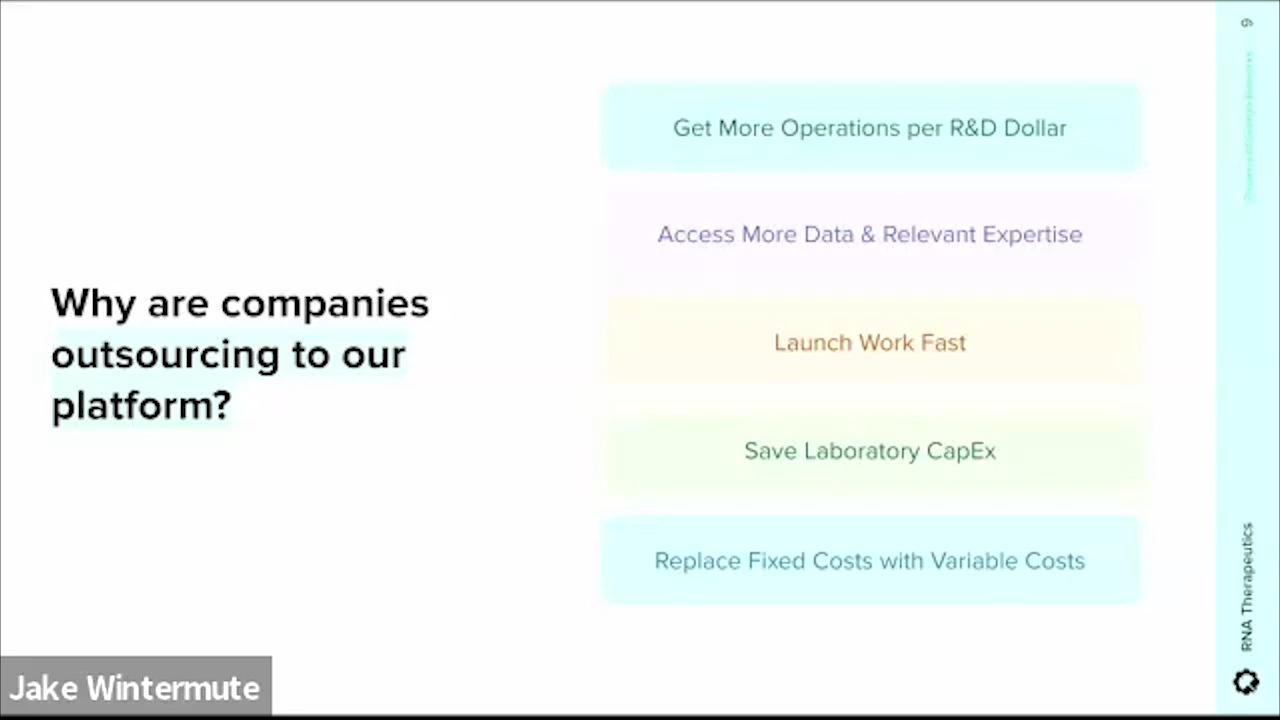 Why are companies
outsourcing to our
platform?
Get More Operations per R&D Dollar
Access More Data & Relevant Expertise
Launch Work Fast
Save Laboratory CapEx
Replace Fixed Costs with Variable Costs
9
RNA Therapeutics
Jake Wintermute